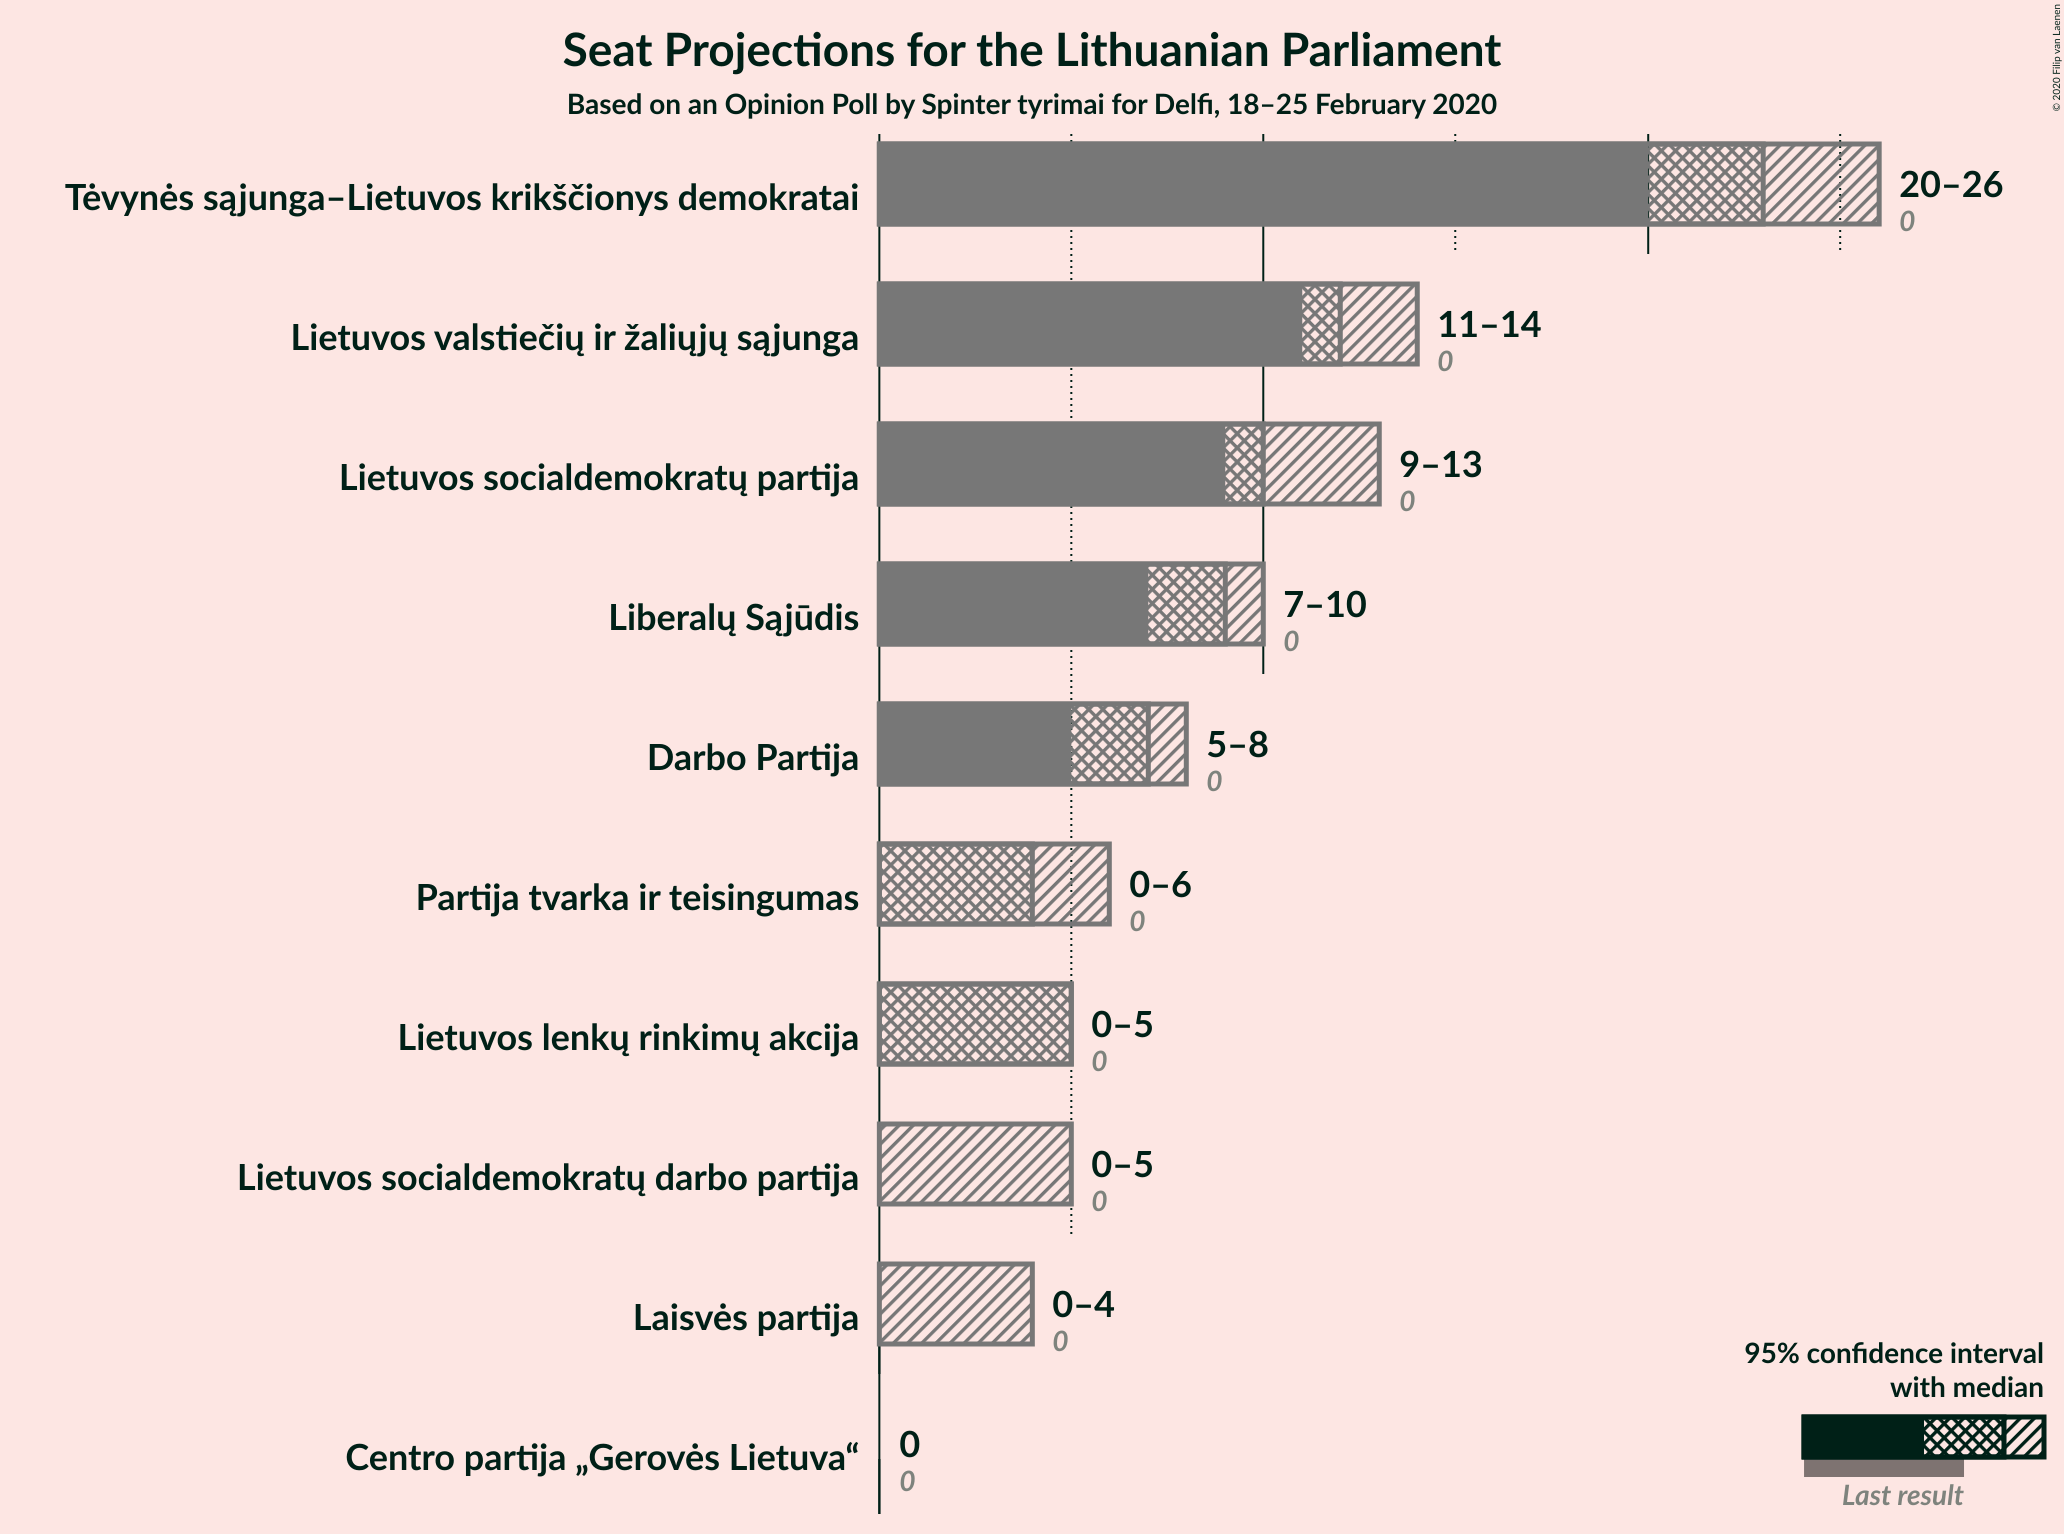 Seat Projections for the Lithuanian Parliament
Based on an Opinion Poll by Spinter tyrimai for Delfi, 18–25 February 2020
© 2020 Filip van Laenen
Tėvynės sąjunga–Lietuvos krikščionys demokratai
20–26
0
Lietuvos valstiečių ir žaliųjų sąjunga
11–14
0
Lietuvos socialdemokratų partija
9–13
0
Liberalų Sąjūdis
7–10
0
Darbo Partija
5–8
0
Partija tvarka ir teisingumas
0–6
0
Lietuvos lenkų rinkimų akcija
0–5
0
Lietuvos socialdemokratų darbo partija
0–5
0
Laisvės partija
0–4
0
Centro partija „Gerovės Lietuva“
0
0
95% confidence interval
with median
Last result